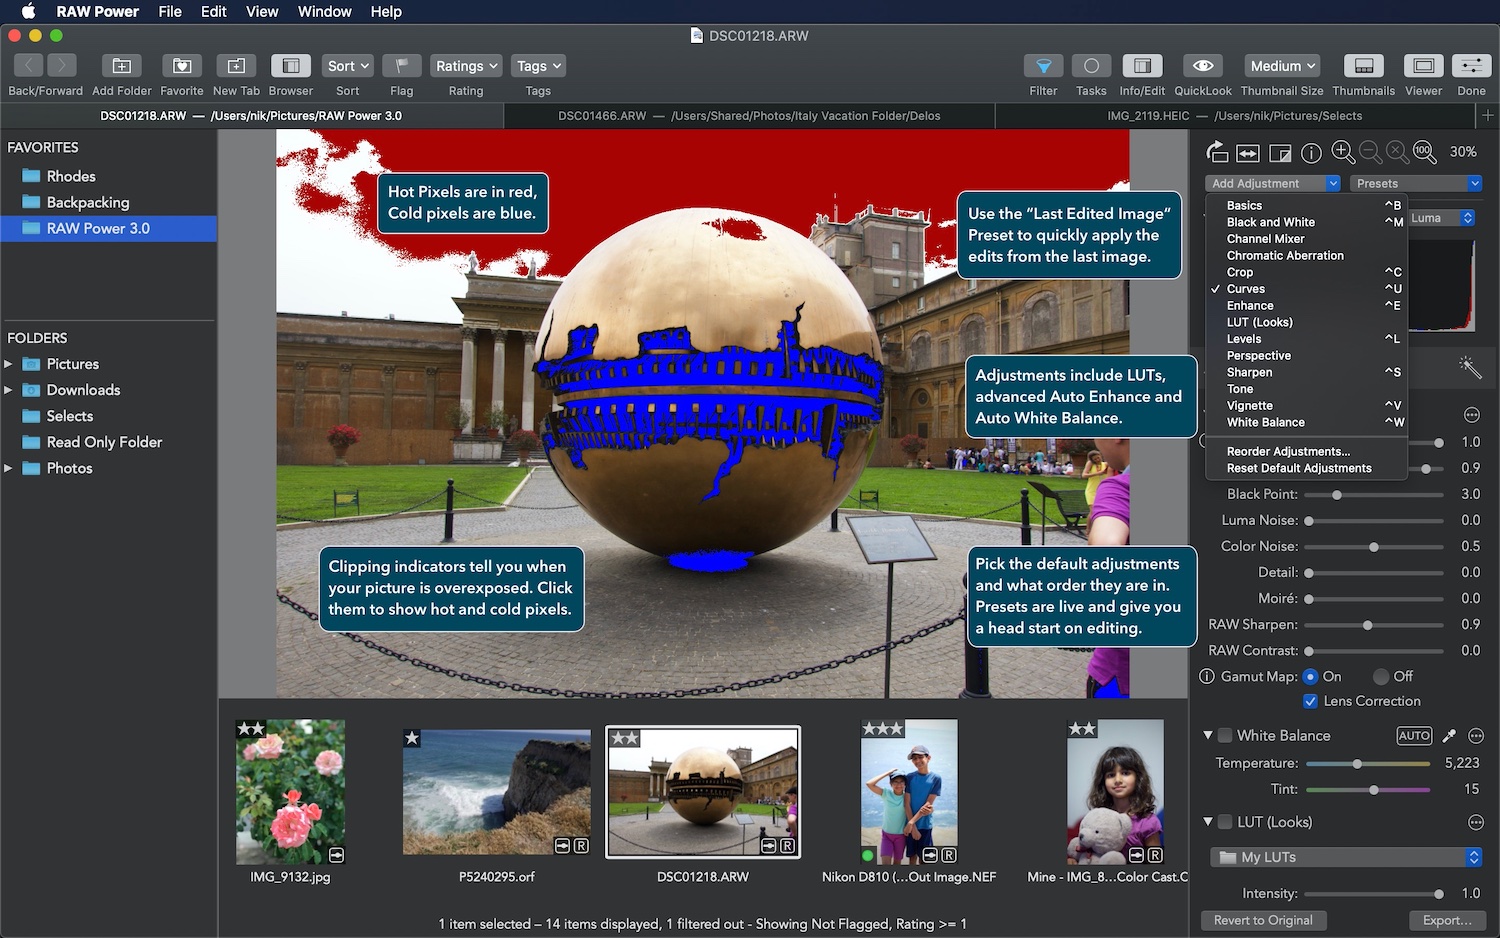 RAW Power File Edit View Window Help
DSC01218.ARW
Sort Ratings Tags Medium
Back/Forward Add Folder Favorite New Tab Browser Sort Flag Rating Tags Filter Tasks Info/Edit QuickLook Thumbnail Size Thumbnails Viewer Done
DSC01218.ARW — /Users/nik/Pictures/RAW Power 3.0
DSC01466.ARW — /Users/Shared/Photos/Italy Vacation Folder/Delos
IMG_2119.HEIC — /Users/nik/Pictures/Selects
FAVORITES
Rhodes
Backpacking
RAW Power 3.0
FOLDERS
Pictures
Downloads
Selects
Read Only Folder
Photos
Hot Pixels are in red,
Cold pixels are blue.
Use the “Last Edited Image”
Preset to quickly apply the
edits from the last image.
Adjustments include LUTs,
advanced Auto Enhance and
Auto White Balance.
Clipping indicators tell you when
your picture is overexposed. Click
them to show hot and cold pixels.
Pick the default adjustments
and what order they are in.
Presets are live and give you
a head start on editing.
100 30%
Add Adjustment Presets
Luma
Basics ^B
Black and White ^M
Channel Mixer
Chromatic Aberration
Crop ^C
✓ Curves ^U
Enhance ^E
LUT (Looks)
Levels ^L
Perspective
Sharpen ^S
Tone
Vignette ^V
White Balance ^W
Reorder Adjustments...
Reset Default Adjustments
1.0
0.9
Black Point: 3.0
Luma Noise: 0.0
Color Noise: 0.5
Detail: 0.0
Moiré: 0.0
RAW Sharpen: 0.9
RAW Contrast: 0.0
Gamut Map: On Off
Lens Correction
White Balance AUTO
Temperature: 5,223
Tint: 15
LUT (Looks)
My LUTs
Intensity: 1.0
Revert to Original Export...
R R R R
IMG_9132.jpg
P5240295.orf
DSC01218.ARW
Nikon D810 (...Out Image.NEF
Mine - IMG_8...Color Cast.C
1 item selected – 14 items displayed, 1 filtered out - Showing Not Flagged, Rating >= 1